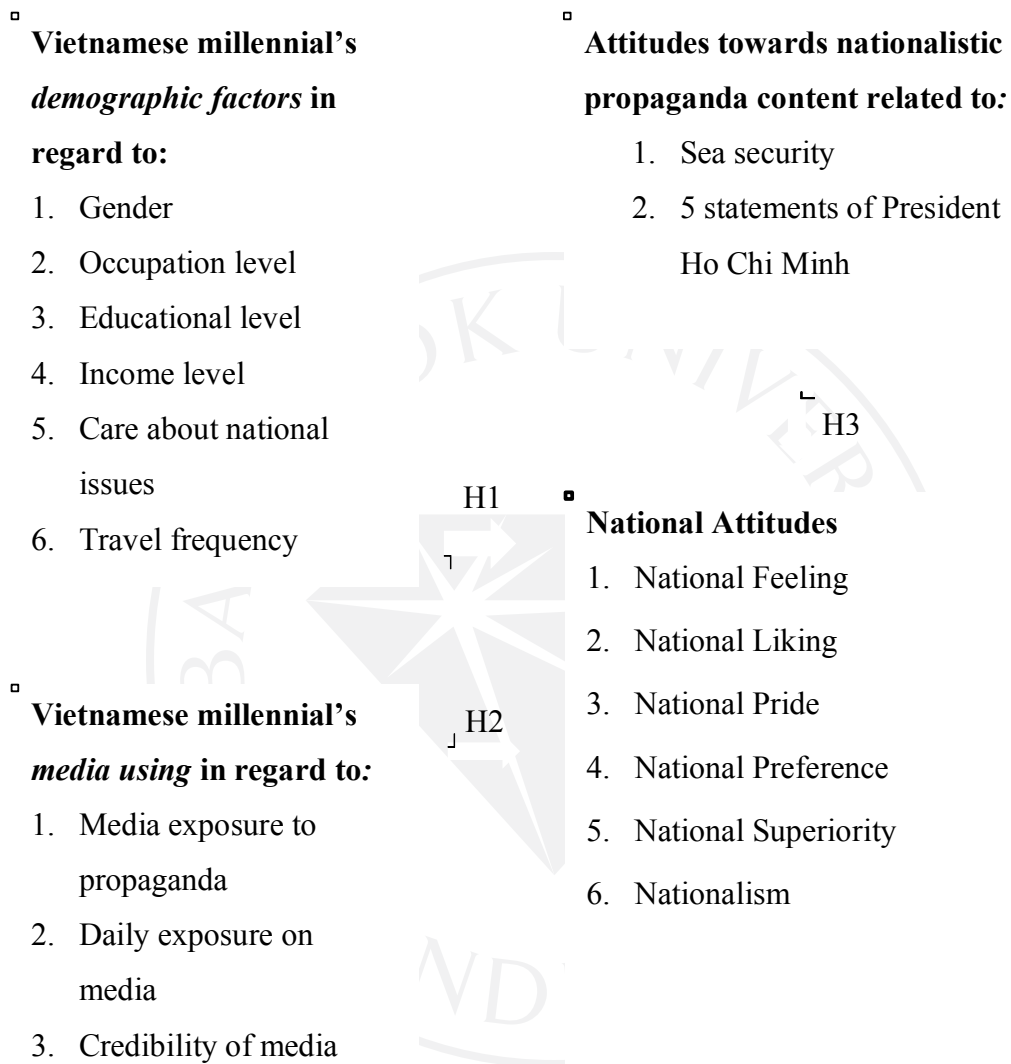 Vietnamese millennial’s
demographic factors in
regard to:
1. Gender
2. Occupation level
3. Educational level
4. Income level
5. Care about national
issues
6. Travel frequency
H1
Vietnamese millennial’s
media using in regard to:
1. Media exposure to
propaganda
2. Daily exposure on
media
3. Credibility of media
H2
Attitudes towards nationalistic
propaganda content related to:
1. Sea security
2. 5 statements of President
Ho Chi Minh
H3
National Attitudes
1. National Feeling
2. National Liking
3. National Pride
4. National Preference
5. National Superiority
6. Nationalism